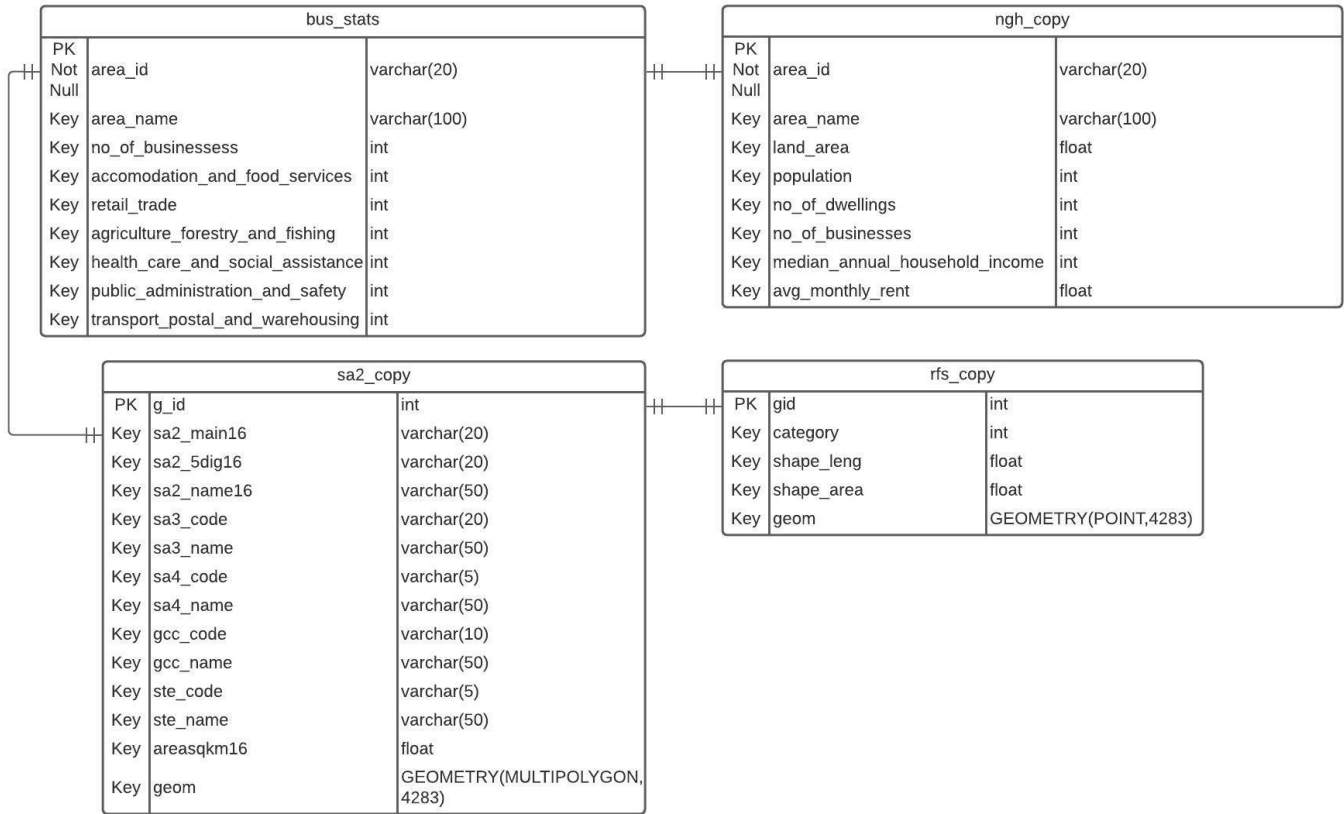 bus_stats
PK
Not
Null
area_id varchar(20)
Key area_name varchar(100)
Key no_of_businessess int
Key accomodation_and_food_services int
Key retail_trade int
Key agriculture_forestry_and_fishing int
Key health_care_and_social_assistance int
Key public_administration_and_safety int
Key transport_postal_and_warehousing int
ngh_copy
PK
Not
Null
area_id varchar(20)
Key area_name varchar(100)
Key land_area float
Key population int
Key no_of_dwellings int
Key no_of_businesses int
Key median_annual_household_income int
Key avg_monthly_rent float
sa2_copy
PK g_id int
Key sa2_main16 varchar(20)
Key sa2_5dig16 varchar(20)
Key sa2_name16 varchar(50)
Key sa3_code varchar(20)
Key sa3_name varchar(50)
Key sa4_code varchar(5)
Key sa4_name varchar(50)
Key gcc_code varchar(10)
Key gcc_name varchar(50)
Key ste_code varchar(5)
Key ste_name varchar(50)
Key areasqkm16 float
Key geom GEOMETRY(MULTIPOLYGON,
4283)
rfs_copy
PK gid int
Key category int
Key shape_leng float
Key shape_area float
Key geom GEOMETRY(POINT,4283)